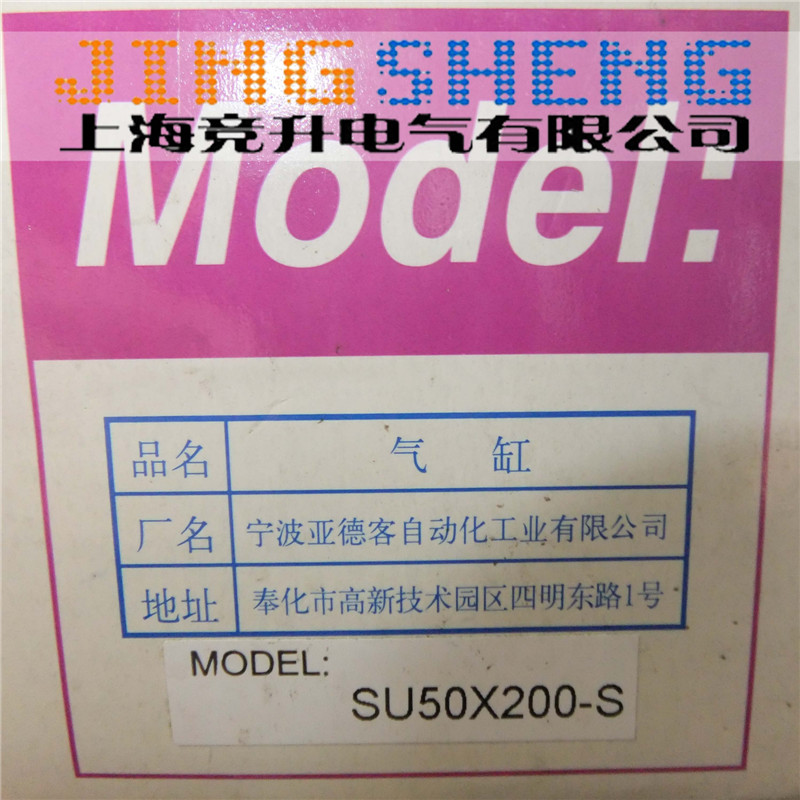 JINGSHENG
上海竞升电气有限公司
Model:
品名 气 缸
厂名 宁波亚德客自动化工业有限公司
地址 奉化市高新技术园区四明东路1号
MODEL:
SU50X200-S